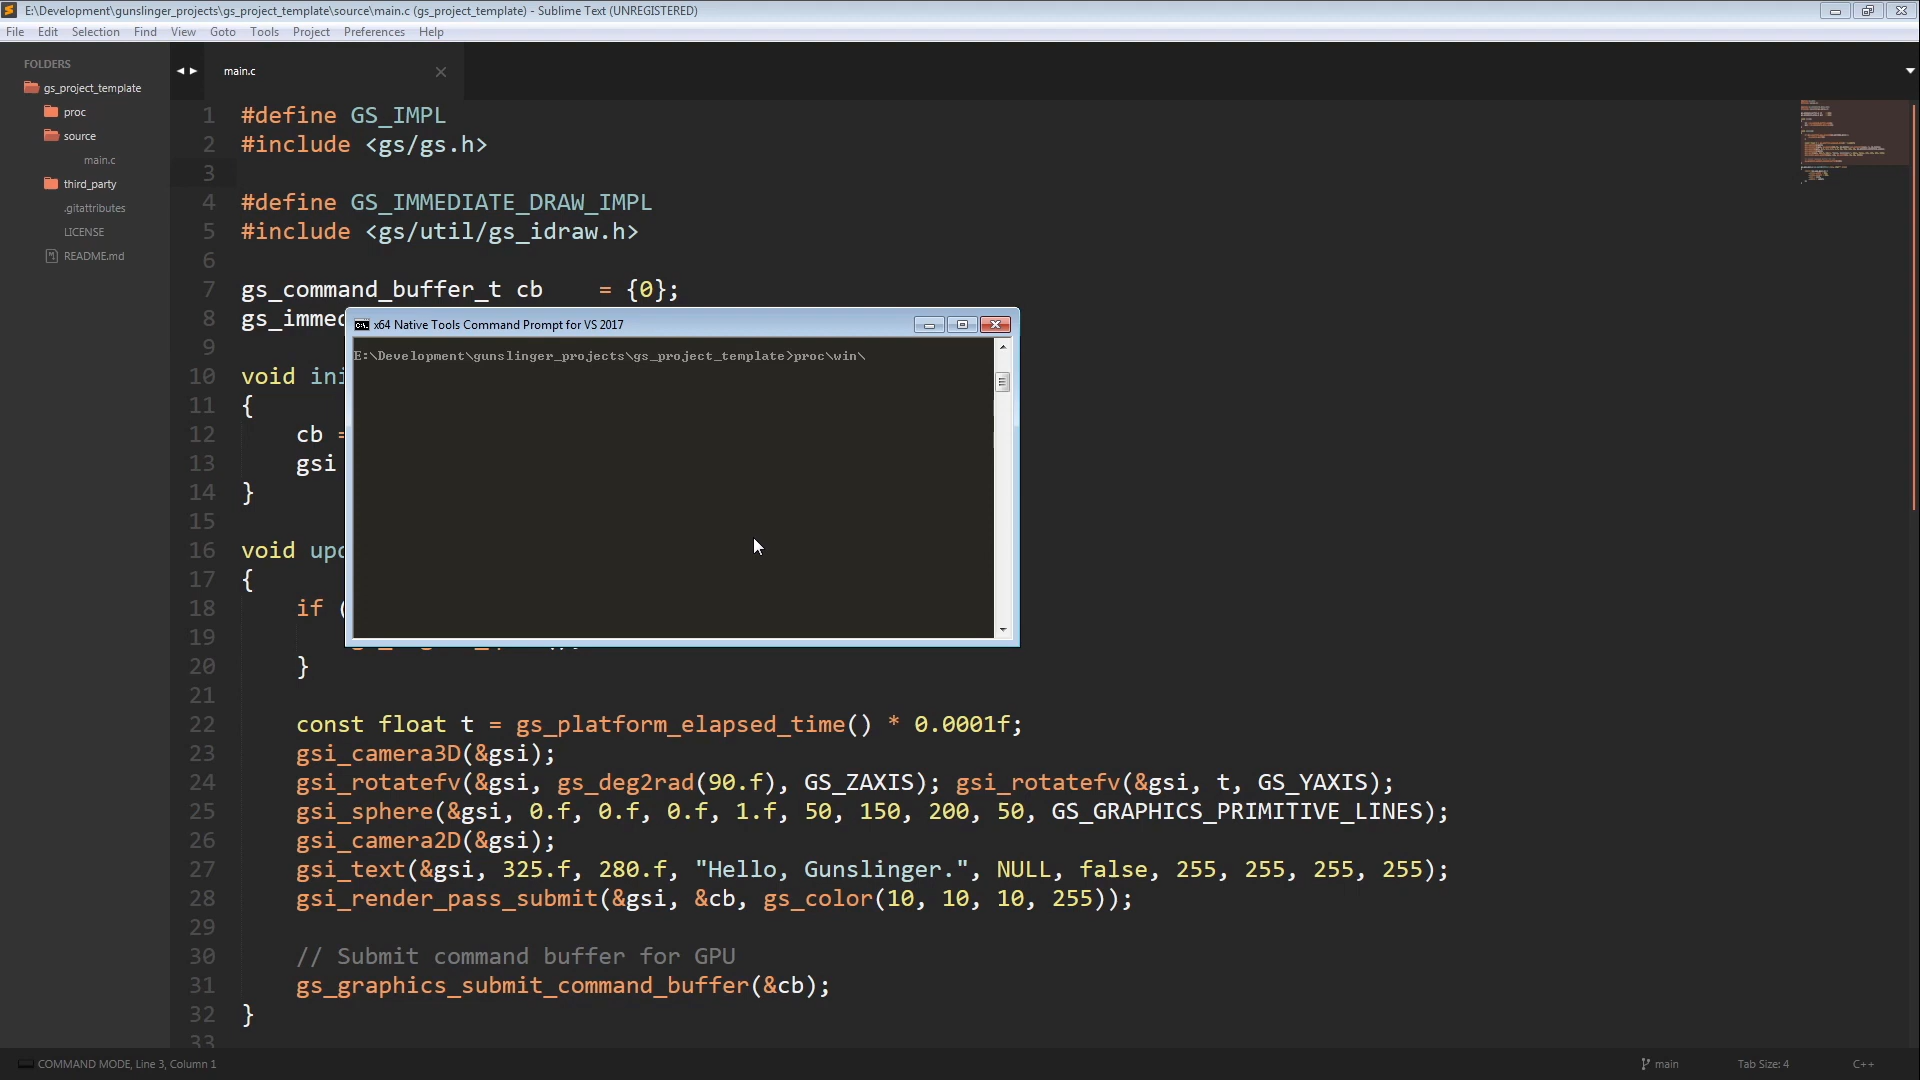 E:\Development\gunslinger_projects\gs_project_template\source\main.c (gs_project_template) - Sublime Text (UNREGISTERED)
File Edit Selection Find View Goto Tools Project Preferences Help
FOLDERS
gs_project_template
proc
source
main.c
third_party
.gitattributes
LICENSE
README.md
main.c
1 #define GS_IMPL
2 #include <gs/gs.h>
3
4 #define GS_IMMEDIATE_DRAW_IMPL
5 #include <gs/util/gs_idraw.h>
6
7 gs_command_buffer_t cb    = {0};
8 gs_immed
9
10 void ini
11 {
12     cb =
13     gsi
14 }
15
16 void upd
17 {
18     if (
19
20     }
21
22     const float t = gs_platform_elapsed_time() * 0.0001f;
23     gsi_camera3D(&gsi);
24     gsi_rotatefv(&gsi, gs_deg2rad(90.f), GS_ZAXIS); gsi_rotatefv(&gsi, t, GS_YAXIS);
25     gsi_sphere(&gsi, 0.f, 0.f, 0.f, 1.f, 50, 150, 200, 50, GS_GRAPHICS_PRIMITIVE_LINES);
26     gsi_camera2D(&gsi);
27     gsi_text(&gsi, 325.f, 280.f, "Hello, Gunslinger.", NULL, false, 255, 255, 255, 255);
28     gsi_render_pass_submit(&gsi, &cb, gs_color(10, 10, 10, 255));
29
30     // Submit command buffer for GPU
31     gs_graphics_submit_command_buffer(&cb);
32 }
33
x64 Native Tools Command Prompt for VS 2017
E:\Development\gunslinger_projects\gs_project_template>proc\win\
COMMAND MODE, Line 3, Column 1
main
Tab Size: 4
C++